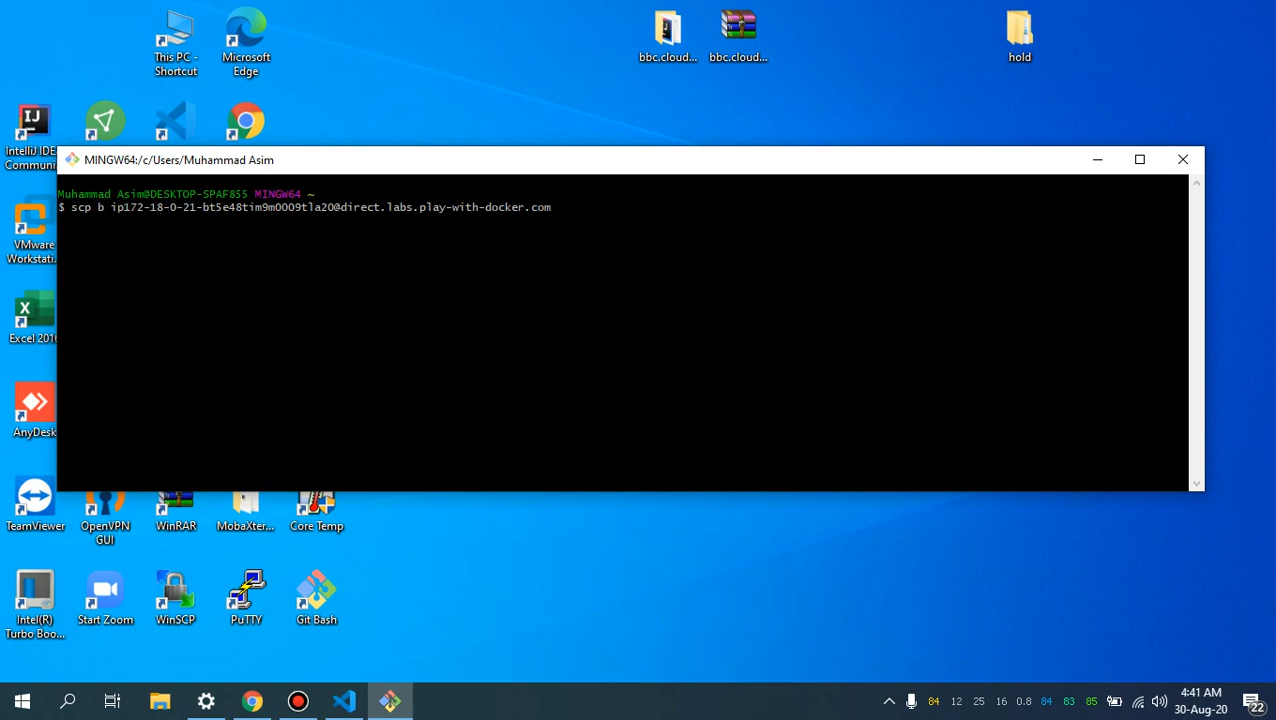 This PC - Shortcut
Microsoft Edge
bbc.cloud...
bbc.cloud...
hold
IntelliJ IDE
Communi
MINGW64:/c/Users/Muhammad Asim
Muhammad Asim@DESKTOP-SPAF855 MINGW64 ~
$ scp b ip172-18-0-21-bt5e48tim9m0009tla20@direct.labs.play-with-docker.com
VMware
Workstati...
Excel 2016
AnyDesk
TeamViewer
OpenVPN
GUI
WinRAR
MobaXter...
Core Temp
Intel(R)
Turbo Boo...
Start Zoom
WinSCP
PuTTY
Git Bash
84 12 25 16 0.8 84 83 85
4:41 AM
30-Aug-20
22